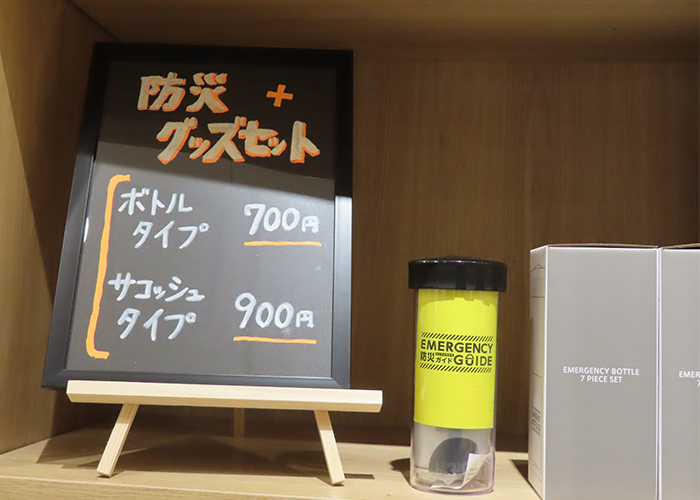 防災 +
グッズセット
ボトル
タイプ 700円
サコッシュ
タイプ 900円
EMERGENCY
防災ガイド GUIDE
EMERGENCY BOTTLE
7 PIECE SET